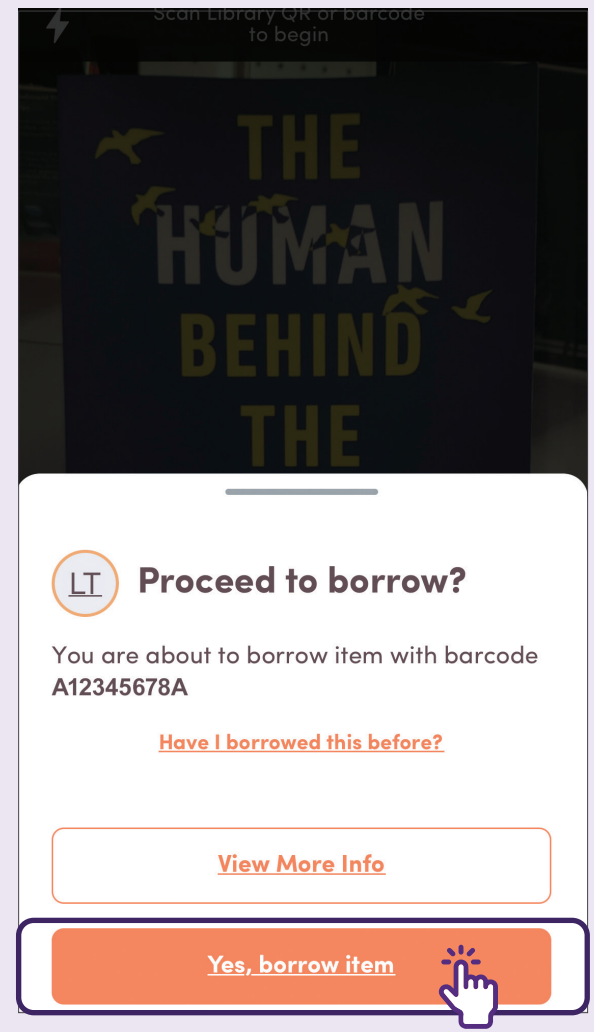 Scan Library QR or barcode
to begin
THE
HUMAN
BEHIND
THE
LT
Proceed to borrow?
You are about to borrow item with barcode
A12345678A
Have I borrowed this before?
View More Info
Yes, borrow item